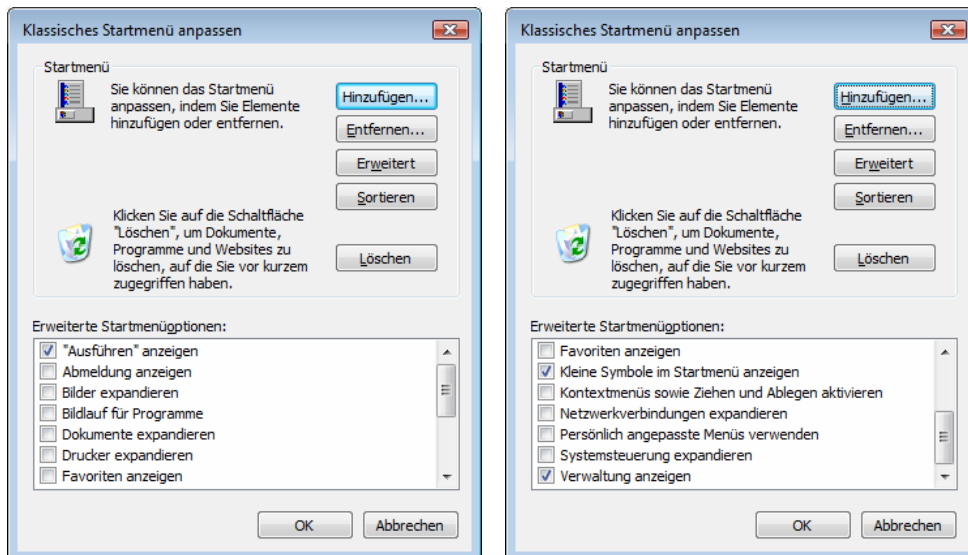 Klassisches Startmenü anpassen
Startmenü
Sie können das Startmenü
anpassen, indem Sie Elemente
hinzufügen oder entfernen.
Hinzufügen...
Entfernen...
Erweitert
Sortieren
Klicken Sie auf die Schaltfläche
"Löschen", um Dokumente,
Programme und Websites zu
löschen, auf die Sie vor kurzem
zugegriffen haben.
Löschen
Erweiterte Startmenüoptionen:
"Ausführen" anzeigen
Abmeldung anzeigen
Bilder expandieren
Bildlauf für Programme
Dokumente expandieren
Drucker expandieren
Favoriten anzeigen
OK
Abbrechen
Klassisches Startmenü anpassen
Startmenü
Sie können das Startmenü
anpassen, indem Sie Elemente
hinzufügen oder entfernen.
Hinzufügen...
Entfernen...
Erweitert
Sortieren
Klicken Sie auf die Schaltfläche
"Löschen", um Dokumente,
Programme und Websites zu
löschen, auf die Sie vor kurzem
zugegriffen haben.
Löschen
Erweiterte Startmenüoptionen:
Favoriten anzeigen
Kleine Symbole im Startmenü anzeigen
Kontextmenüs sowie Ziehen und Ablegen aktivieren
Netzwerkverbindungen expandieren
Persönlich angepasste Menüs verwenden
Systemsteuerung expandieren
Verwaltung anzeigen
OK
Abbrechen